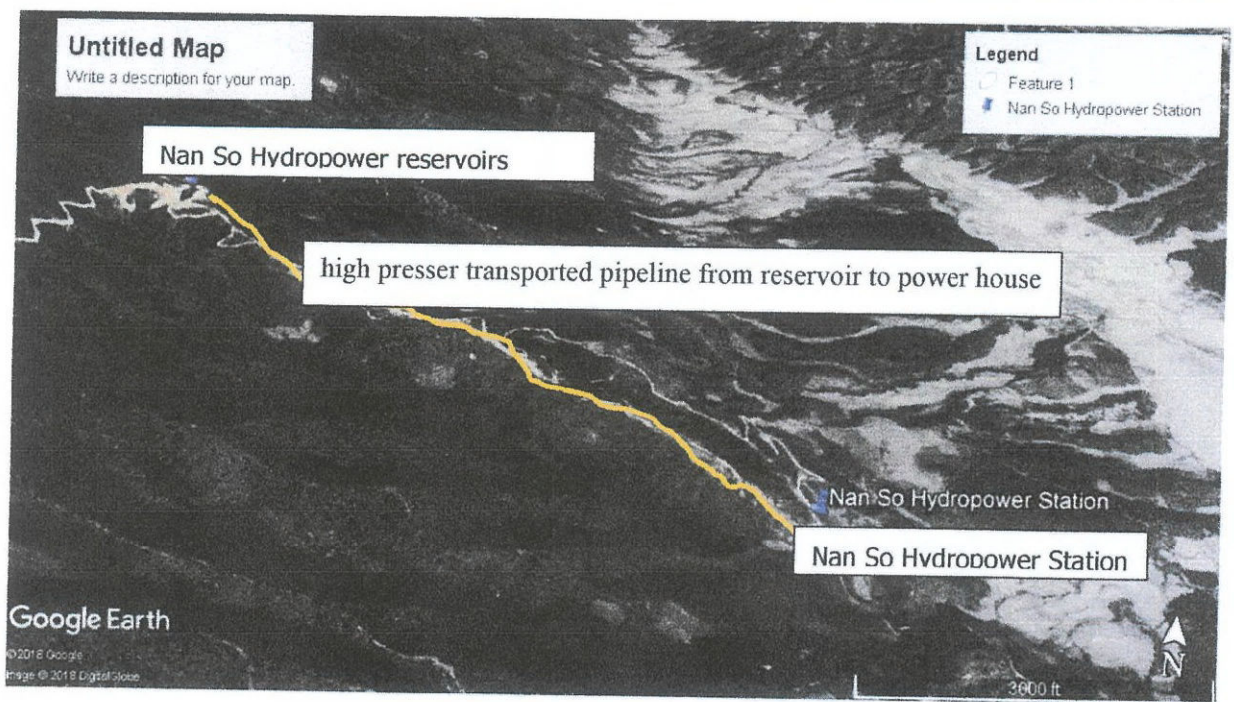 Untitled Map
Write a description for your map.
Legend
Feature 1
Nan So Hydropower Station
Nan So Hydropower reservoirs
high presser transported pipeline from reservoir to power house
Nan So Hydropower Station
Nan So Hydropower Station
Google Earth
©2018 Google
Image © 2018 DigitalGlobe
N
3000 ft